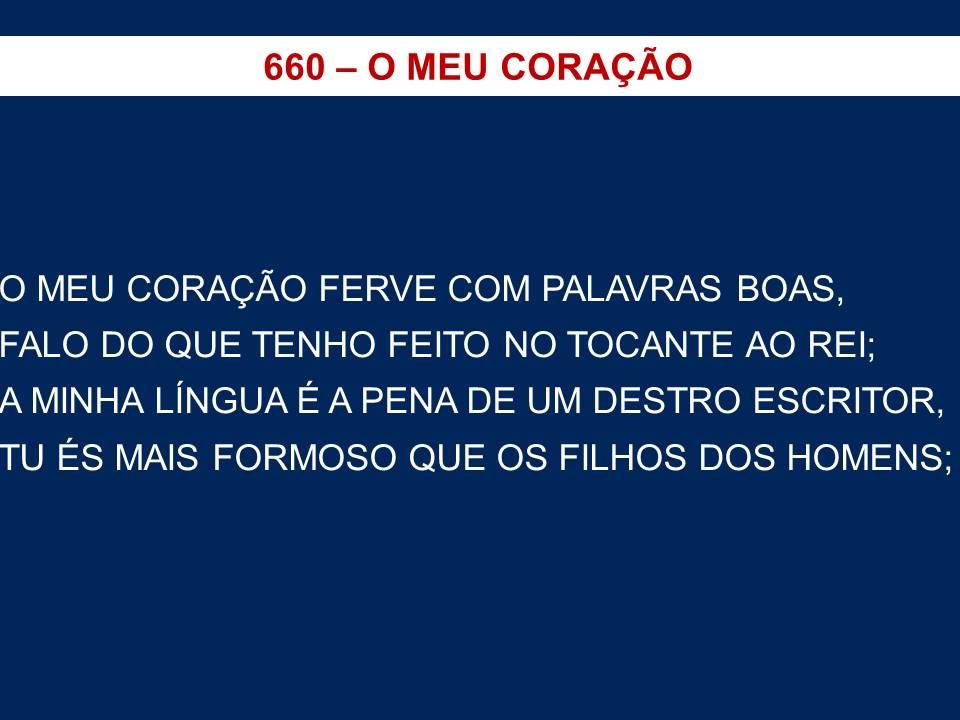 660 – O MEU CORAÇÃO
O MEU CORAÇÃO FERVE COM PALAVRAS BOAS,
FALO DO QUE TENHO FEITO NO TOCANTE AO REI;
A MINHA LÍNGUA É A PENA DE UM DESTRO ESCRITOR,
TU ÉS MAIS FORMOSO QUE OS FILHOS DOS HOMENS;